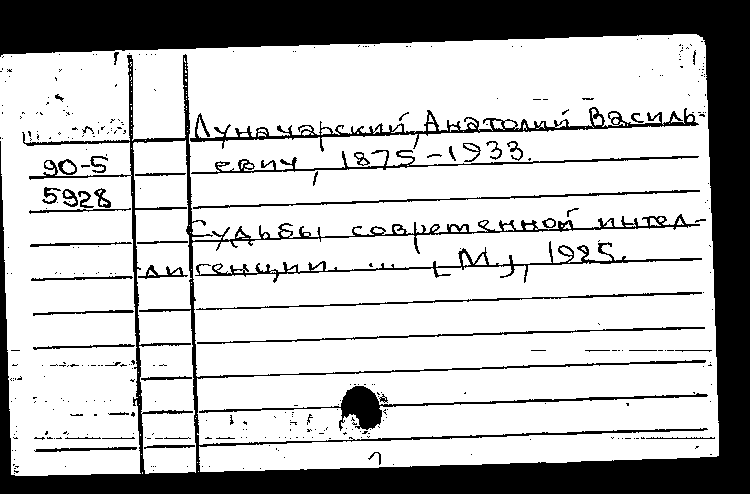 Луначарский, Анатолий Василь-
90-5 евич, 1875-1933.
5928
Судьбы современной интел-
лигенции. ... [М.], 1925.